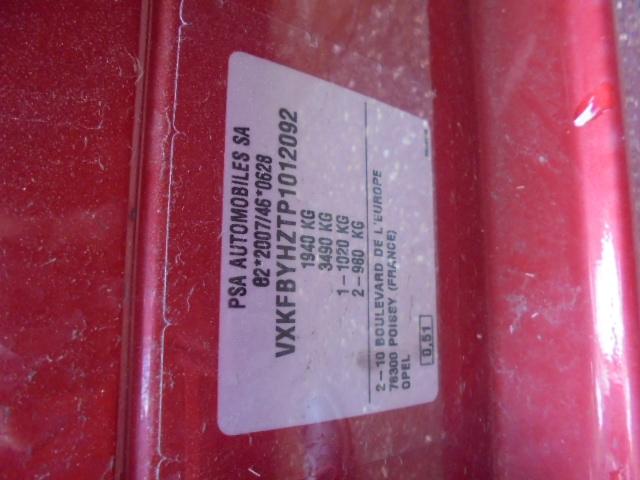 PSA AUTOMOBILES SA
e2*2007/46*0628
VXKFBYHZTP1012092
1940 KG
3490 KG
1-1020 KG
2-980 KG
2-10 BOULEVARD DE L'EUROPE
78300 POISSY (FRANCE)
OPEL
0.51